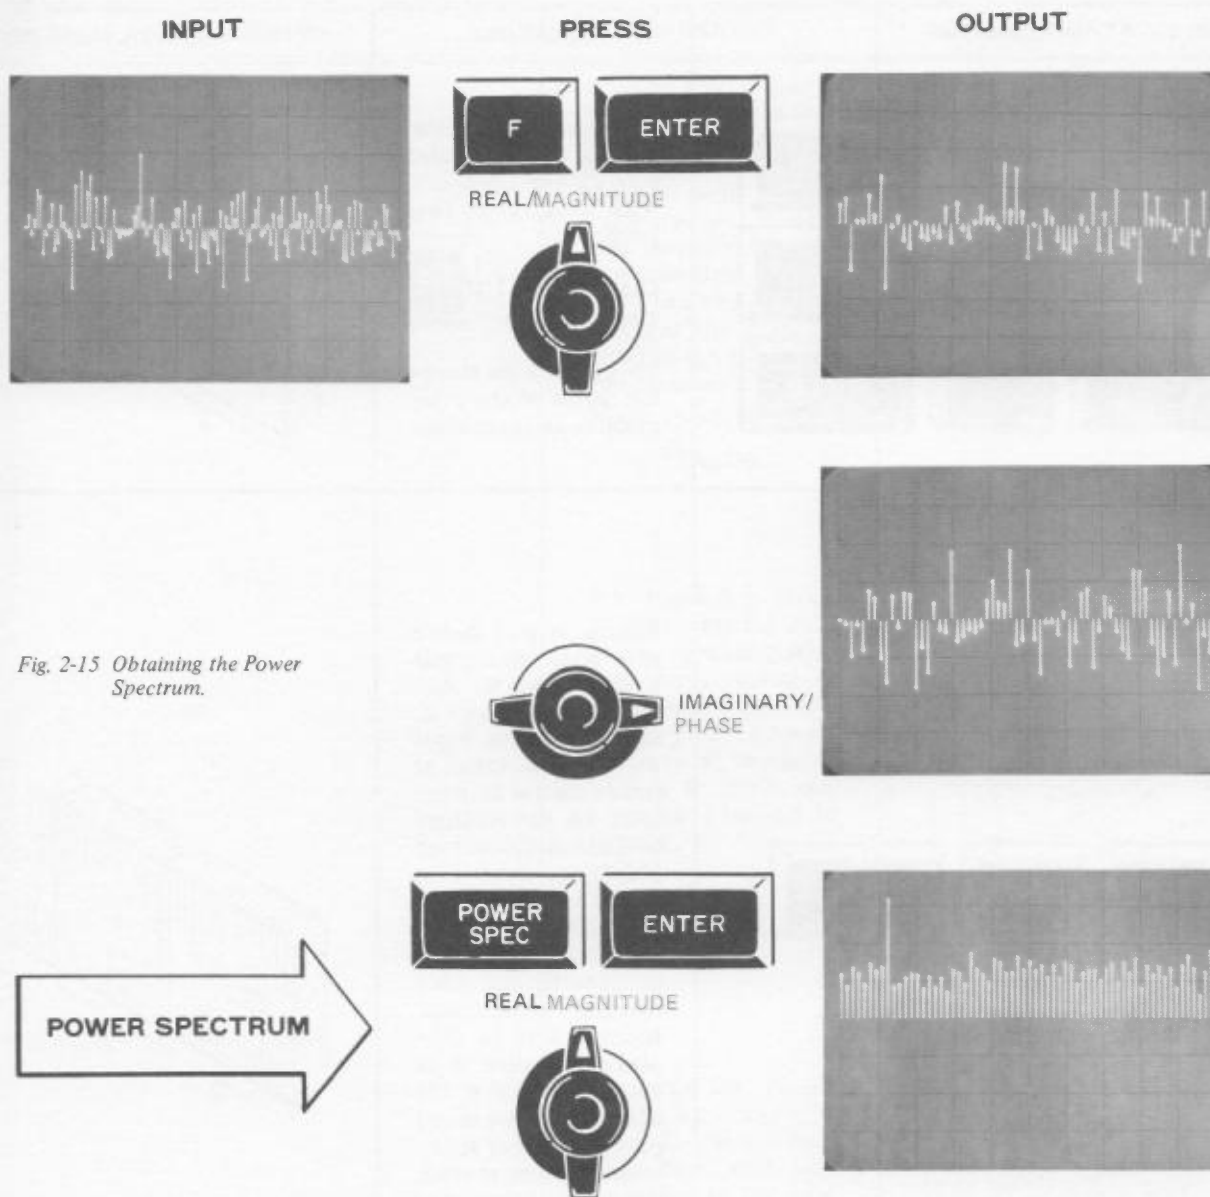 INPUT
PRESS
OUTPUT
F
ENTER
REAL/MAGNITUDE
Fig. 2-15 Obtaining the Power
Spectrum.
IMAGINARY/
PHASE
POWER
SPEC
ENTER
REAL MAGNITUDE
POWER SPECTRUM